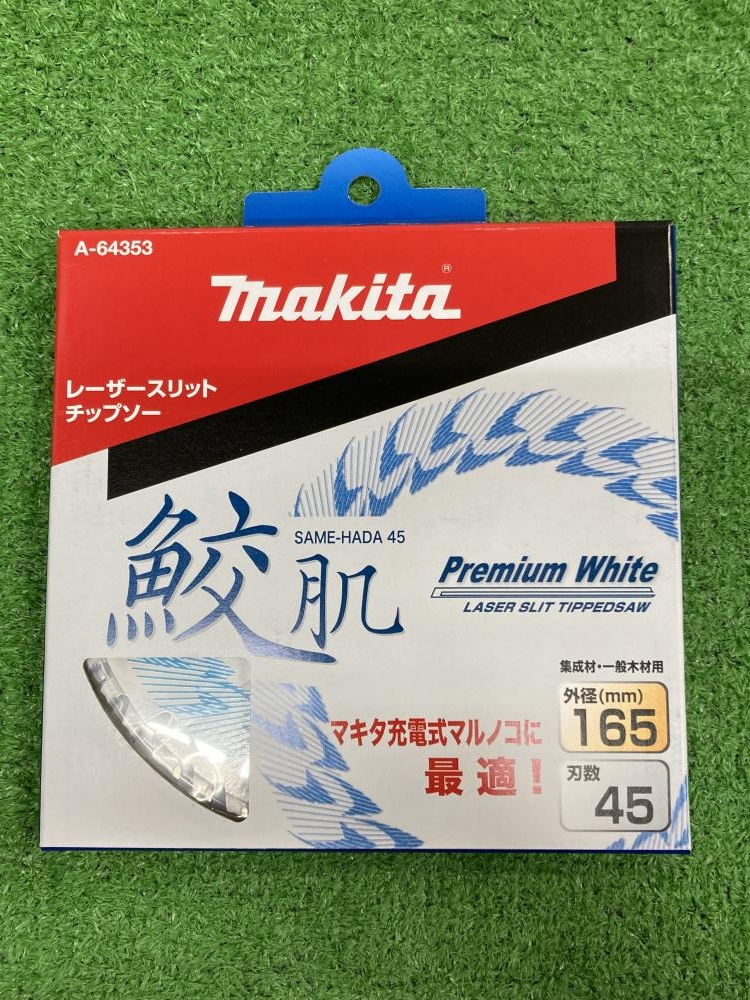 A-64353
makita®
レーザースリット
チップソー
鮫肌
SAME-HADA 45
Premium White
LASER SLIT TIPPEDSAW
集成材・一般木材用
外径(mm)
165
マキタ充電式マルノコに
最適!
刃数
45